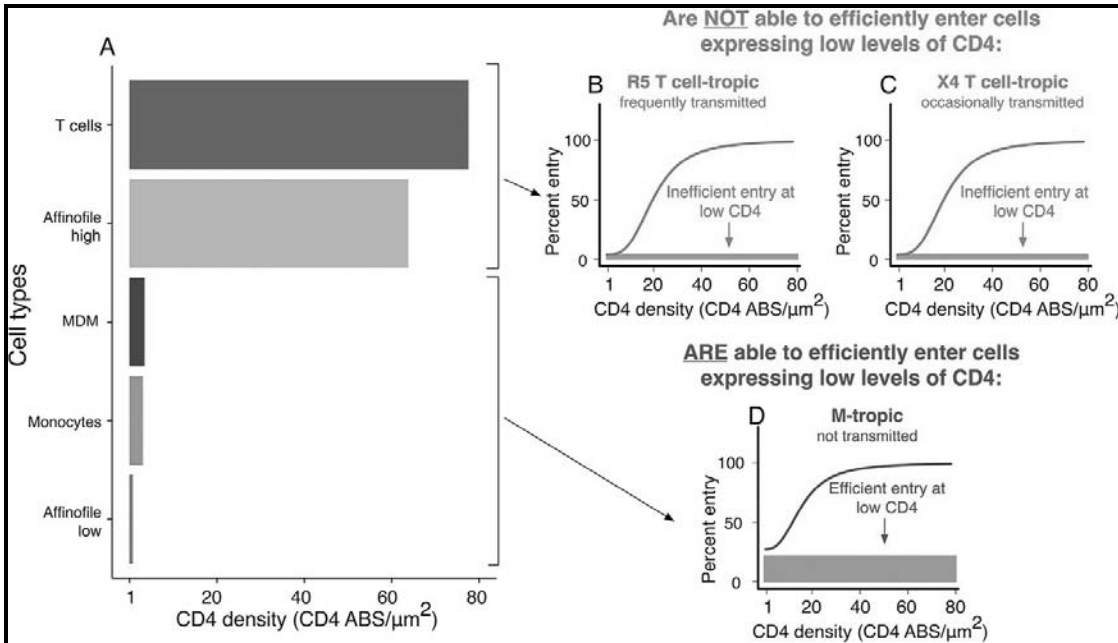 A
T cells
Affinofile
high
MDM
Monocytes
Affinofile
low
Cell types
1 20 40 60 80
CD4 density (CD4 ABS/μm²)
Are NOT able to efficiently enter cells
expressing low levels of CD4:
B
R5 T cell-tropic
frequently transmitted
100
50
0
Percent entry
Inefficient entry at
low CD4
1 20 40 60 80
CD4 density (CD4 ABS/μm²)
C
X4 T cell-tropic
occasionally transmitted
100
50
0
Percent entry
Inefficient entry at
low CD4
1 20 40 60 80
CD4 density (CD4 ABS/μm²)
ARE able to efficiently enter cells
expressing low levels of CD4:
D
M-tropic
not transmitted
100
50
0
Percent entry
Efficient entry at
low CD4
1 20 40 60 80
CD4 density (CD4 ABS/μm²)